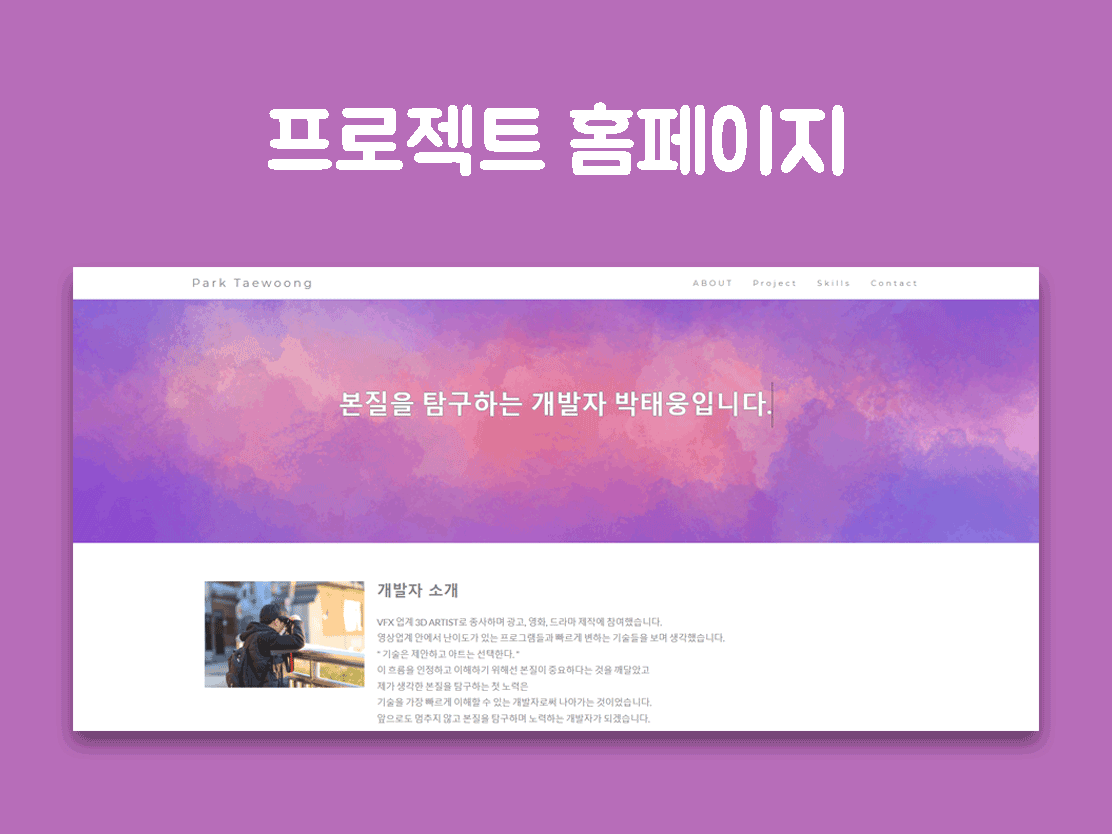 프로젝트 홈페이지
Park Taewoong
ABOUT Project Skills Contact
본질을 탐구하는 개발자 박태웅입니다.
개발자 소개
VFX 업계 3D ARTIST로 종사하며 광고, 영화, 드라마 제작에 참여했습니다.
영상업계 안에서 난이도가 있는 프로그램들과 빠르게 변하는 기술들을 보며 생각했습니다.
" 기술은 제안하고 아트는 선택한다. "
이 흐름을 인정하고 이해하기 위해선 본질이 중요하다는 것을 깨달았고
제가 생각한 본질을 탐구하는 첫 노력은
기술을 가장 빠르게 이해할 수 있는 개발자로써 나아가는 것이었습니다.
앞으로도 멈추지 않고 본질을 탐구하며 노력하는 개발자가 되겠습니다.